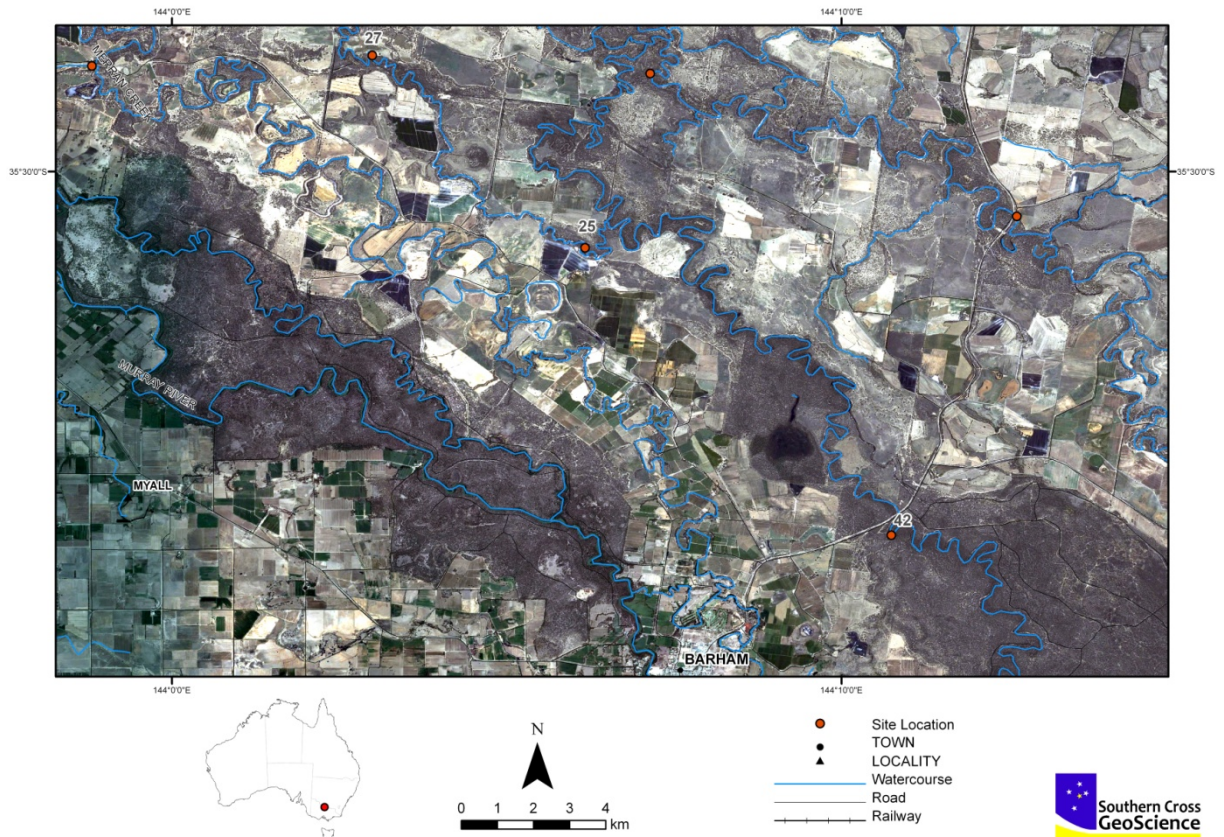 144°0'0"E
144°10'0"E
27
MERRAN CREEK
35°30'0"S
35°30'0"S
25
MURRAY RIVER
MYALL
42
BARHAM
144°0'0"E
144°10'0"E
N
0 1 2 3 4
km
Site Location
TOWN
LOCALITY
Watercourse
Road
Railway
Southern Cross
GeoScience